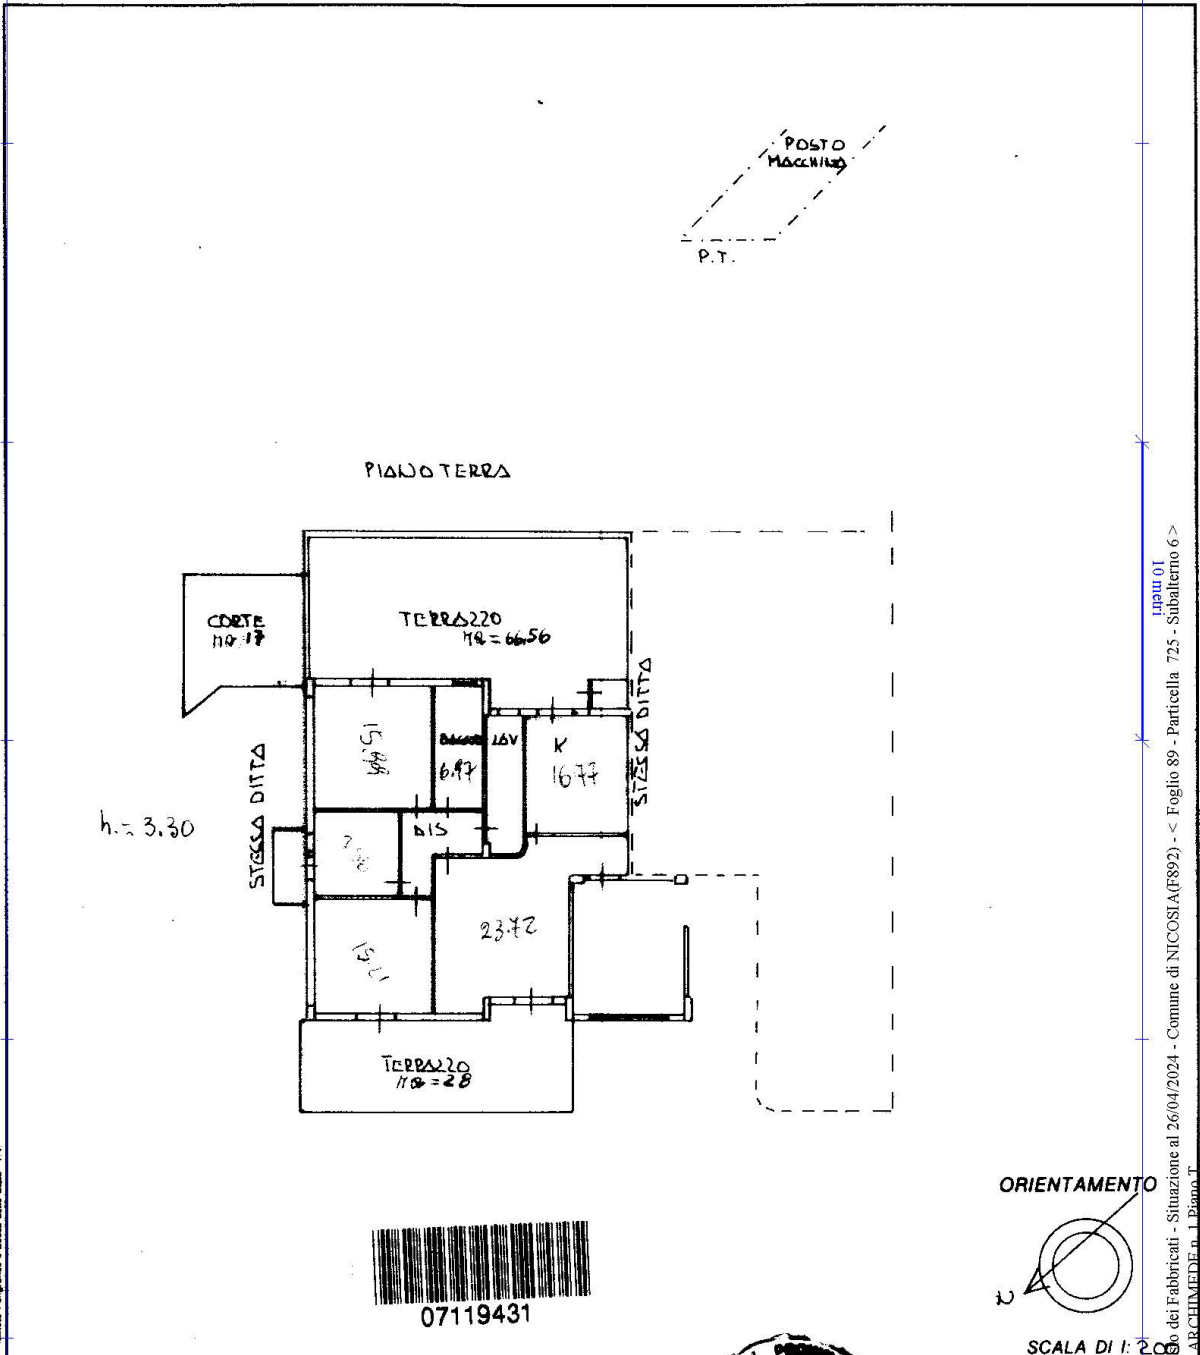 POSTO
MACCHINA
P.T.
PIANO TERRA
CORTE
MQ. 17
TERRAZZO
MQ = 66,56
STESSA DITTA
BAGNO
LAV
K
6.97
16.77
h. = 3.30
DIS
STESSA DITTA
23.72
TERRAZZO
MQ = 28
07119431
ORIENTAMENTO
N
SCALA DI 1: 200
10 metri
dei Fabbricati - Situazione al 26/04/2024 - Comune di NICOSIA(F892) - < Foglio 89 - Particella 725 - Subalterno 6 >
ARCHIMEDE n. 1 Piano T